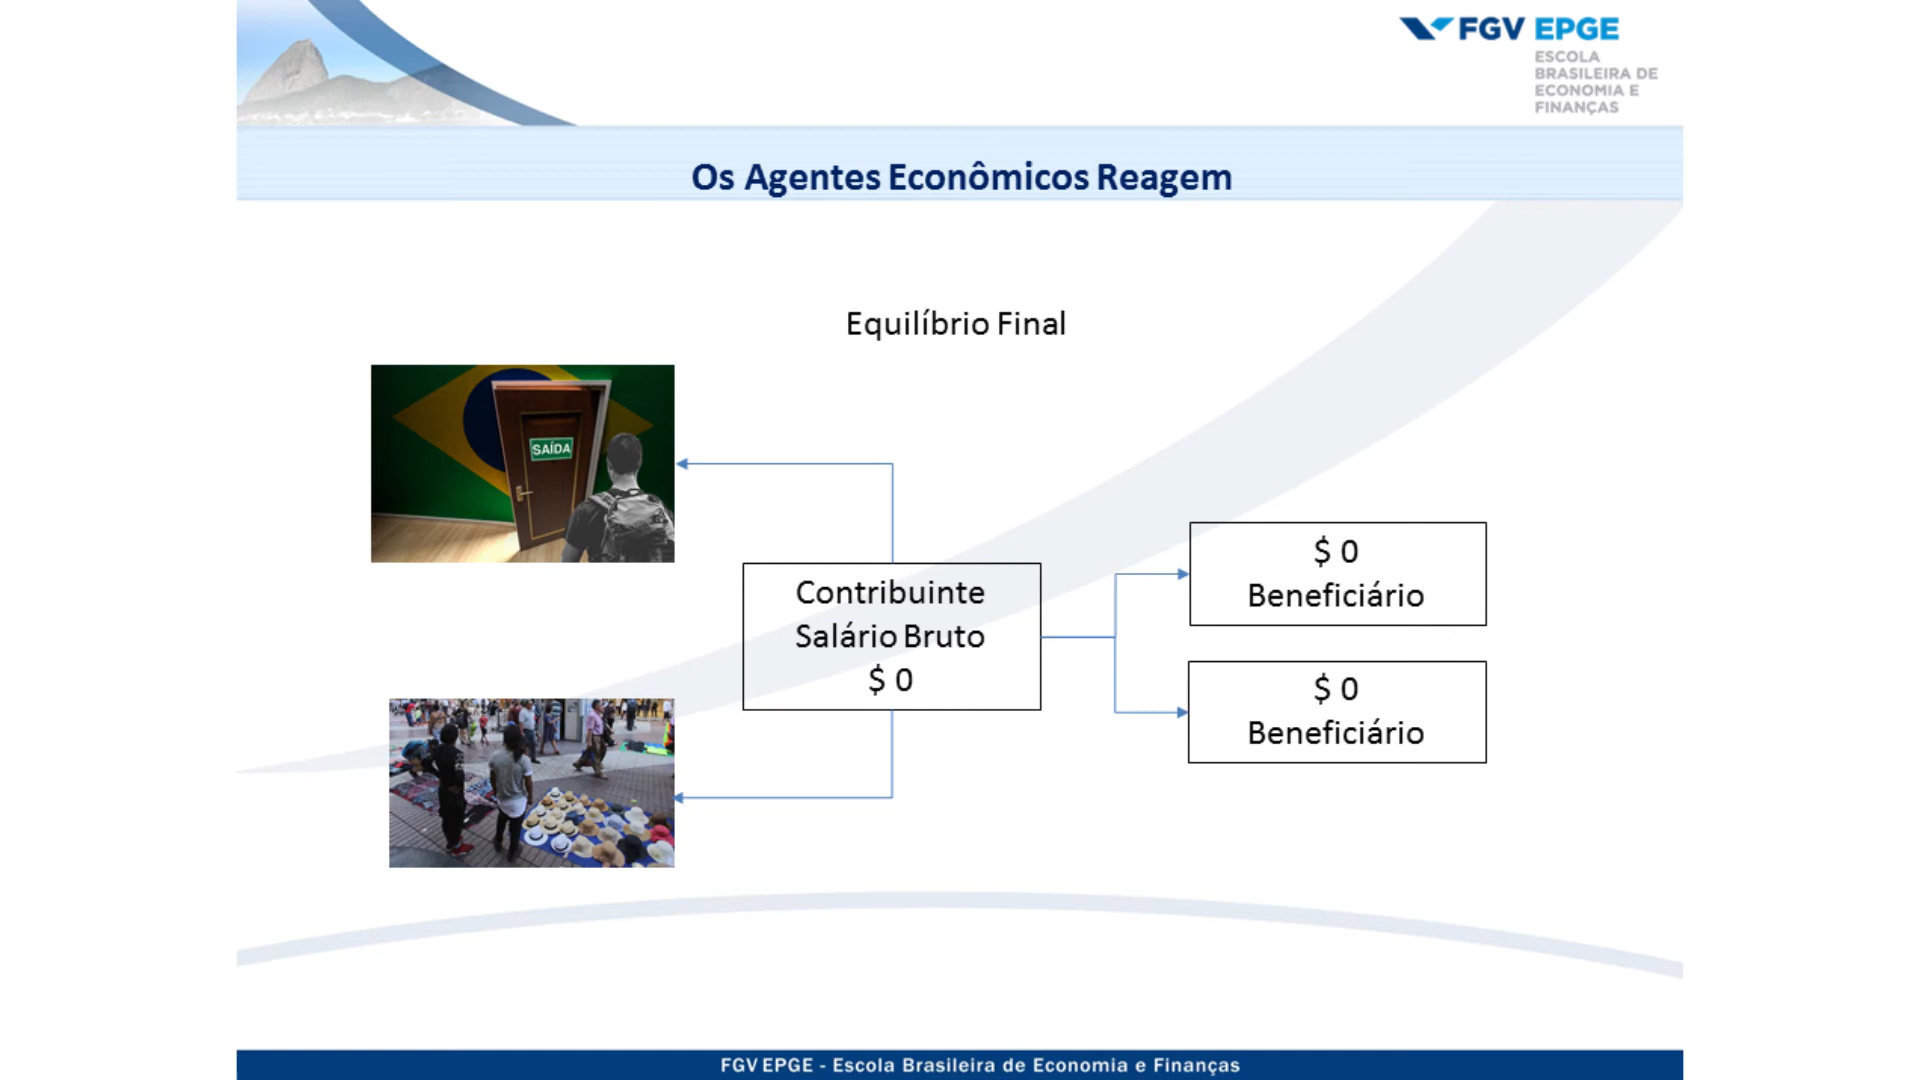 FGV EPGE
ESCOLA
BRASILEIRA DE
ECONOMIA E
FINANÇAS
Os Agentes Econômicos Reagem
Equilíbrio Final
SAÍDA
Contribuinte
Salário Bruto
$ 0
$ 0
Beneficiário
$ 0
Beneficiário
FGV EPGE - Escola Brasileira de Economia e Finanças